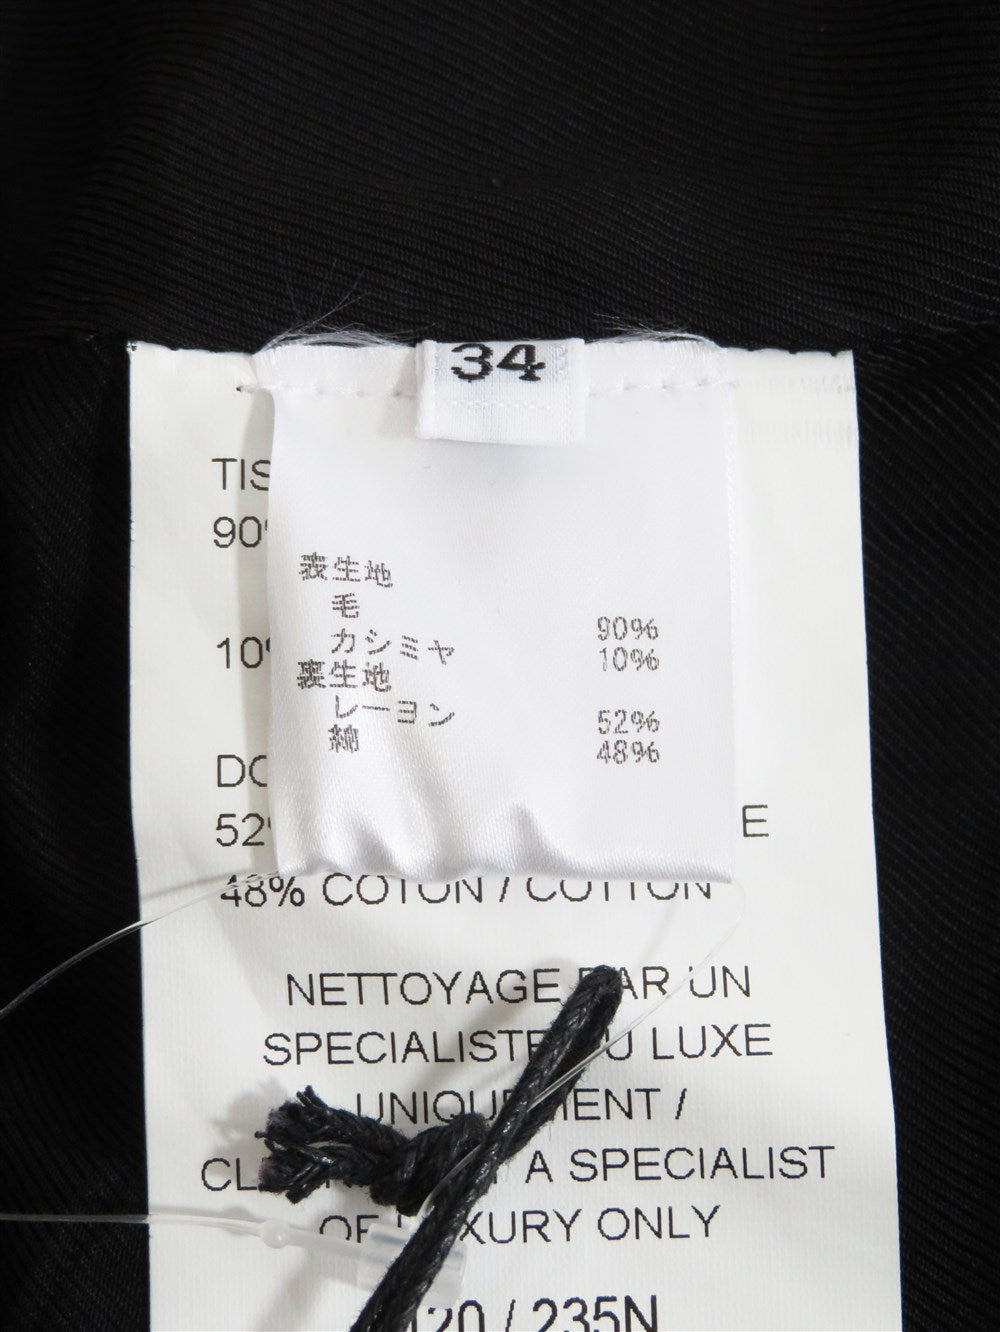 34
表生地
毛 90%
カシミヤ 10%
裏生地
レーヨン 52%
綿 48%
TIS
90%
10%
DO
52% E
48% COTON / COTTON
NETTOYAGE PAR UN
SPECIALISTE DU LUXE
UNIQUEMENT /
CL A SPECIALIST
OF LUXURY ONLY
120 / 235N